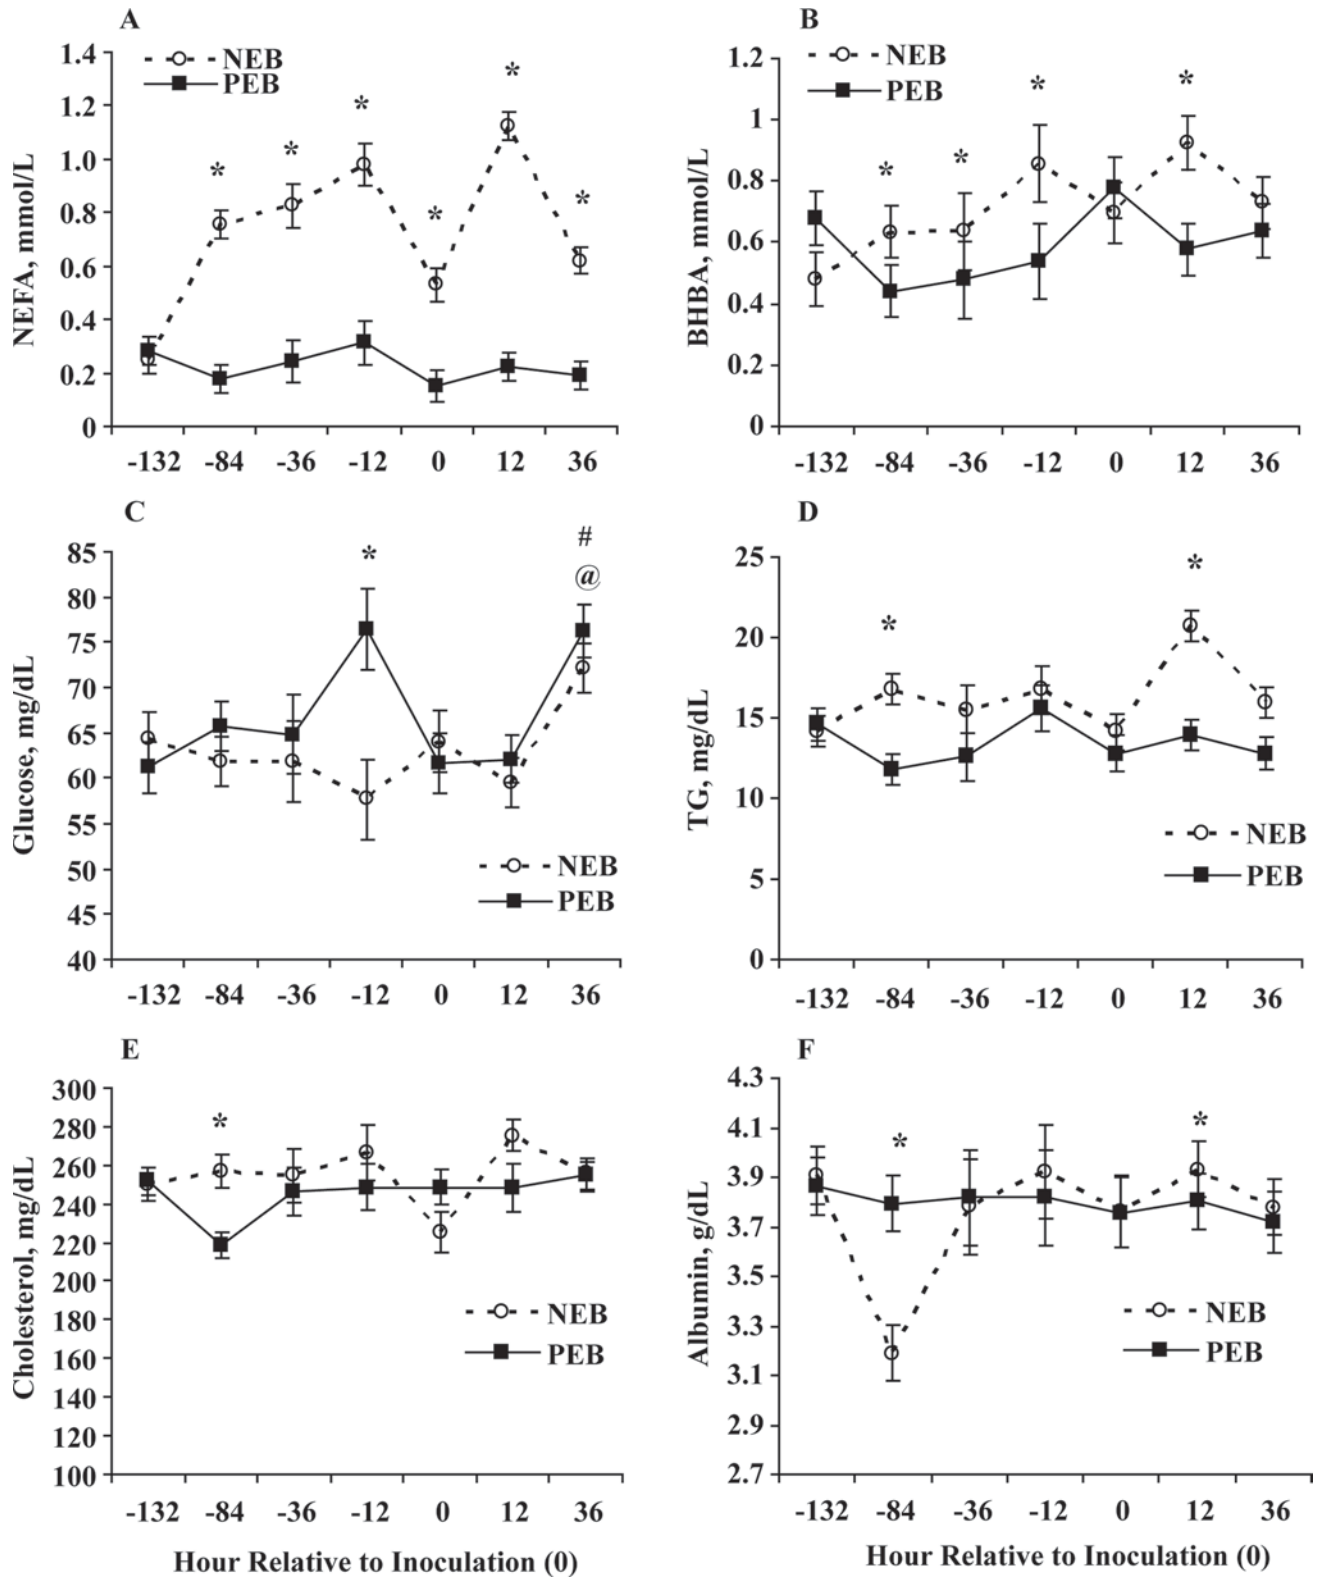 A
NEFA, mmol/L
1.4
1.2
1.0
0.8
0.6
0.4
0.2
0
NEB
PEB
* * * * * *
-132 -84 -36 -12 0 12 36
B
BHBA, mmol/L
1.2
1
0.8
0.6
0.4
0.2
0
NEB
PEB
* * * *
-132 -84 -36 -12 0 12 36
C
Glucose, mg/dL
85
80
75
70
65
60
55
50
45
40
*
#
@
NEB
PEB
-132 -84 -36 -12 0 12 36
D
TG, mg/dL
25
20
15
10
5
0
* *
NEB
PEB
-132 -84 -36 -12 0 12 36
E
Cholesterol, mg/dL
300
280
260
240
220
200
180
160
140
120
100
*
NEB
PEB
-132 -84 -36 -12 0 12 36
Hour Relative to Inoculation (0)
F
Albumin, g/dL
4.3
4.1
3.9
3.7
3.5
3.3
3.1
2.9
2.7
* *
NEB
PEB
-132 -84 -36 -12 0 12 36
Hour Relative to Inoculation (0)